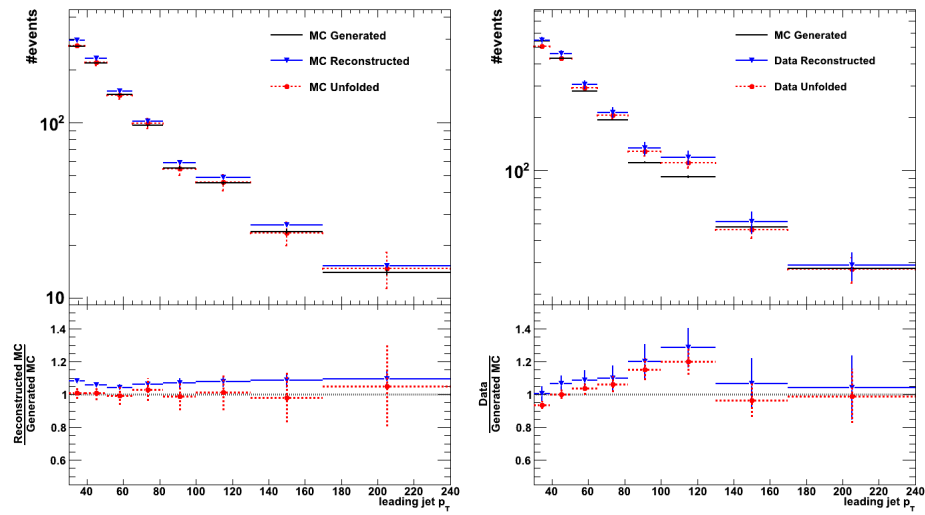 #events
10²
10
MC Generated
MC Reconstructed
MC Unfolded
Reconstructed MC
Generated MC
1.4
1.2
1
0.8
0.6
40 60 80 100 120 140 160 180 200 220 240
leading jet p_T
#events
10²
MC Generated
Data Reconstructed
Data Unfolded
Data
Generated MC
1.4
1.2
1
0.8
0.6
40 60 80 100 120 140 160 180 200 220 240
leading jet p_T